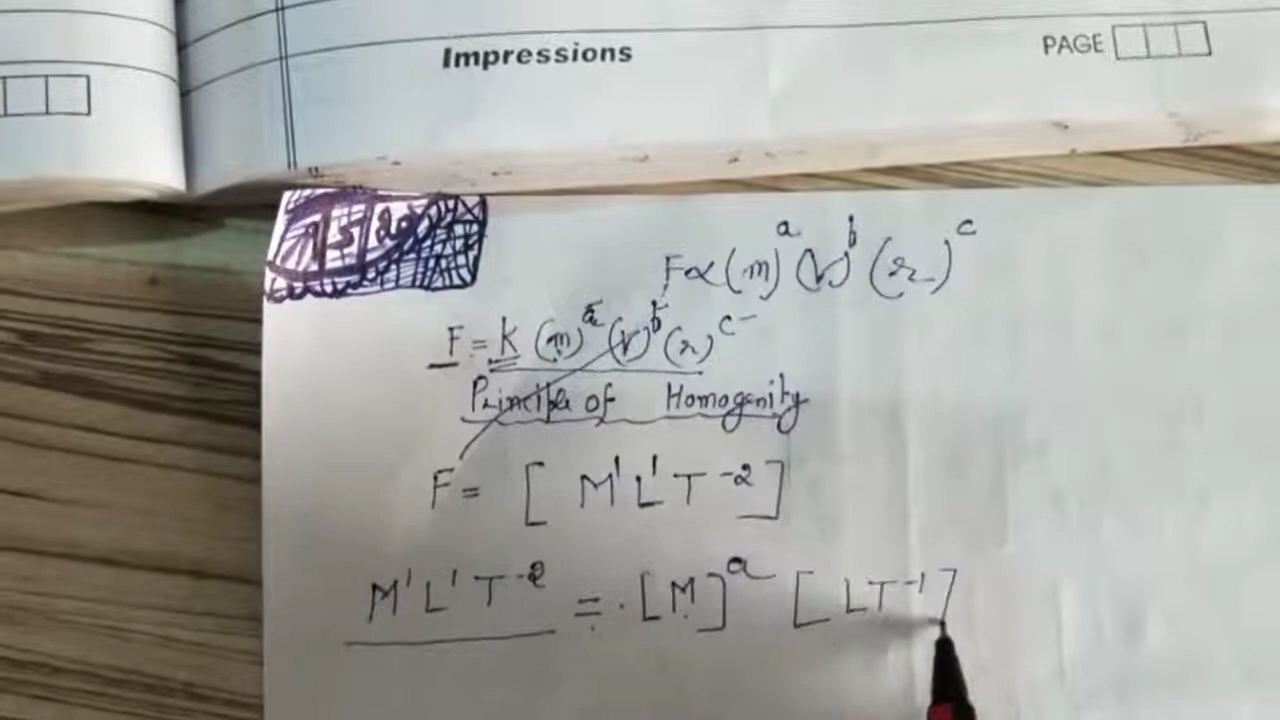 Impressions PAGE
F∝(m)ᵃ (v)ᵇ (r)ᶜ
F = k (m)ᵃ (v)ᵇ (r)ᶜ
Principle of Homogenity
F = [ M¹L¹T⁻²]
M¹L¹T⁻² = [M]ᵃ [LT⁻¹]